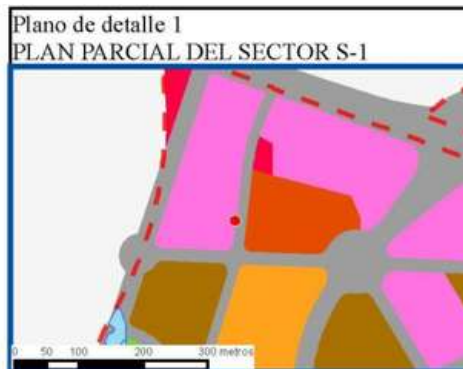 Plano de detalle 1
PLAN PARCIAL DEL SECTOR S-1
0 50 100 200 300 metros